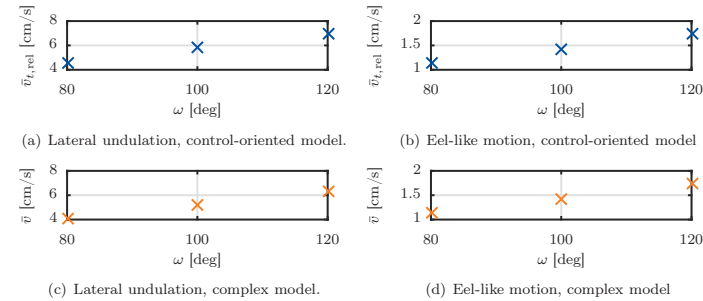 8
6
4
v̄t,rel [cm/s]
80
100
120
ω [deg]
(a) Lateral undulation, control-oriented model.
2
1.5
1
v̄t,rel [cm/s]
80
100
120
ω [deg]
(b) Eel-like motion, control-oriented model
8
6
4
v̄ [cm/s]
80
100
120
ω [deg]
(c) Lateral undulation, complex model.
2
1.5
1
v̄ [cm/s]
80
100
120
ω [deg]
(d) Eel-like motion, complex model